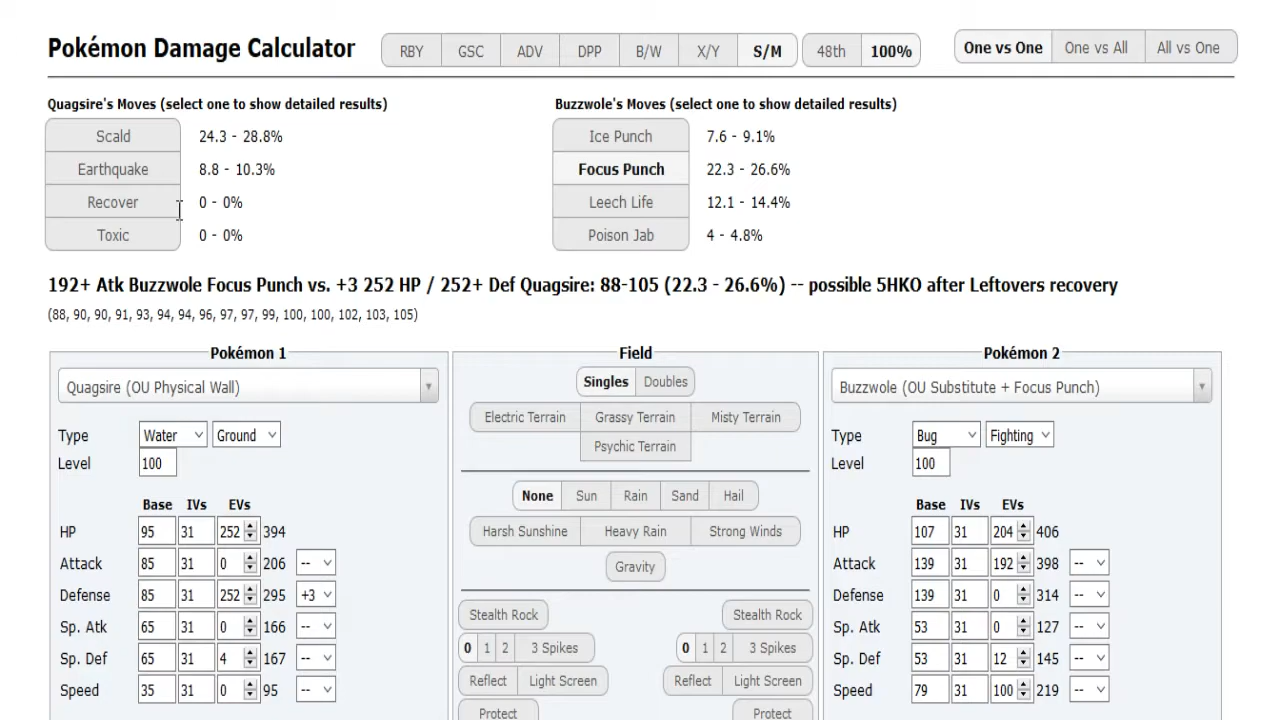 Pokémon Damage Calculator
RBY GSC ADV DPP B/W X/Y S/M 48th 100% One vs One One vs All All vs One
Quagsire's Moves (select one to show detailed results) Buzzwole's Moves (select one to show detailed results)
Scald 24.3 - 28.8% Ice Punch 7.6 - 9.1%
Earthquake 8.8 - 10.3% Focus Punch 22.3 - 26.6%
Recover 0 - 0% Leech Life 12.1 - 14.4%
Toxic 0 - 0% Poison Jab 4 - 4.8%
192+ Atk Buzzwole Focus Punch vs. +3 252 HP / 252+ Def Quagsire: 88-105 (22.3 - 26.6%) -- possible 5HKO after Leftovers recovery
(88, 90, 90, 91, 93, 94, 94, 96, 97, 97, 99, 100, 100, 102, 103, 105)
Pokémon 1
Quagsire (OU Physical Wall)
Type Water Ground
Level 100
Base IVs EVs
HP 95 31 252 394
Attack 85 31 0 206 --
Defense 85 31 252 295 +3
Sp. Atk 65 31 0 166 --
Sp. Def 65 31 4 167 --
Speed 35 31 0 95 --
Field
Singles Doubles
Electric Terrain Grassy Terrain Misty Terrain
Psychic Terrain
None Sun Rain Sand Hail
Harsh Sunshine Heavy Rain Strong Winds
Gravity
Stealth Rock Stealth Rock
0 1 2 3 Spikes 0 1 2 3 Spikes
Reflect Light Screen Reflect Light Screen
Protect Protect
Pokémon 2
Buzzwole (OU Substitute + Focus Punch)
Type Bug Fighting
Level 100
Base IVs EVs
HP 107 31 204 406
Attack 139 31 192 398 --
Defense 139 31 0 314 --
Sp. Atk 53 31 0 127 --
Sp. Def 53 31 12 145 --
Speed 79 31 100 219 --